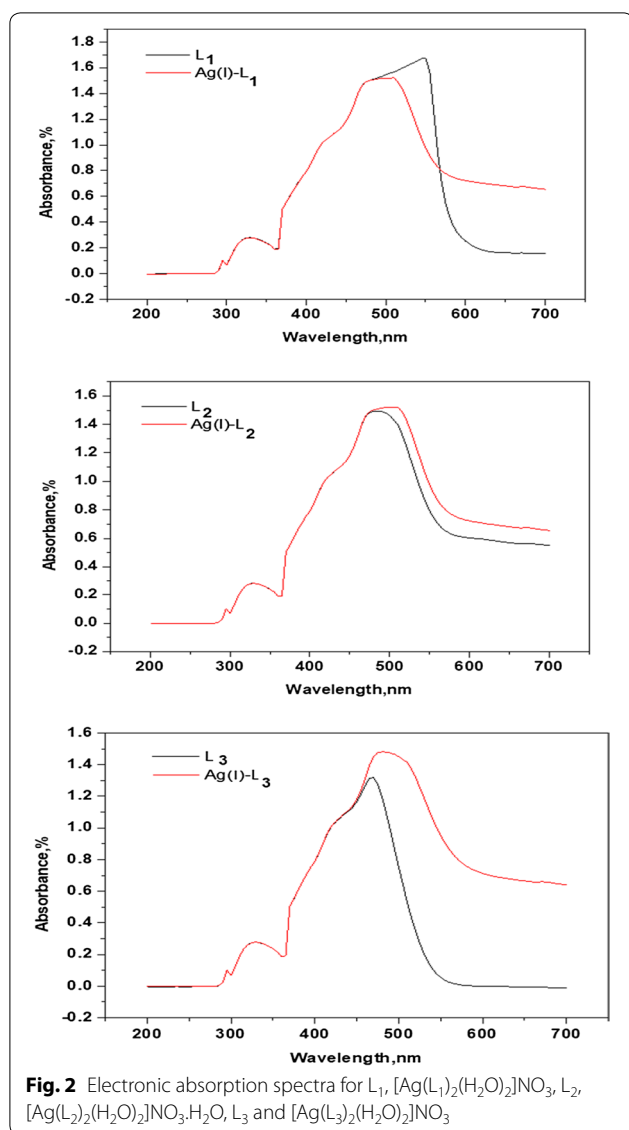 L1
Ag(I)-L1
Absorbance,%
1.8
1.6
1.4
1.2
1.0
0.8
0.6
0.4
0.2
0.0
-0.2
200 300 400 500 600 700
Wavelength,nm
L2
Ag(I)-L2
Absorbance,%
1.6
1.4
1.2
1.0
0.8
0.6
0.4
0.2
0.0
-0.2
200 300 400 500 600 700
Wavelength,nm
L3
Ag(I)-L3
Absorbance,%
1.6
1.4
1.2
1.0
0.8
0.6
0.4
0.2
0.0
-0.2
200 300 400 500 600 700
Wavelength,nm
Fig. 2 Electronic absorption spectra for L1, [Ag(L1)2(H2O)2]NO3, L2,
[Ag(L2)2(H2O)2]NO3.H2O, L3 and [Ag(L3)2(H2O)2]NO3